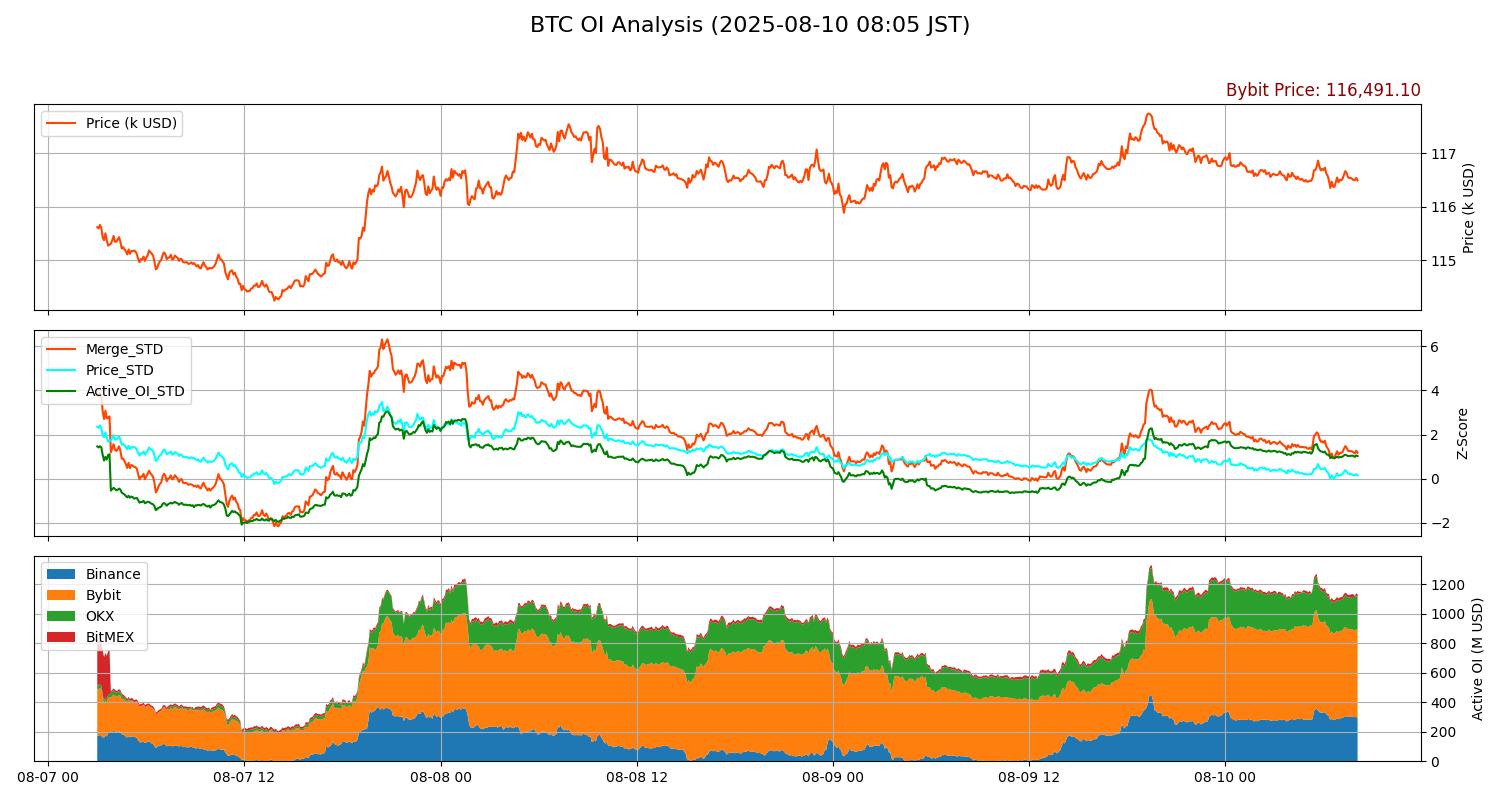 BTC OI Analysis (2025-08-10 08:05 JST)
Bybit Price: 116,491.10
Price (k USD)
117
116
115
Price (k USD)
Merge_STD
Price_STD
Active_OI_STD
6
4
2
0
−2
Z-Score
Binance
Bybit
OKX
BitMEX
1200
1000
800
600
400
200
0
Active OI (M USD)
08-07 00
08-07 12
08-08 00
08-08 12
08-09 00
08-09 12
08-10 00